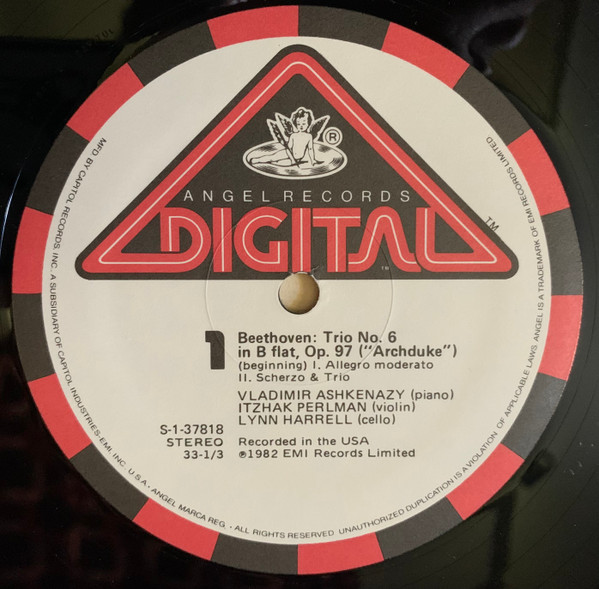 ®
ANGEL RECORDS
DIGITAL™
TM
1
Beethoven: Trio No. 6
in B flat, Op. 97 ("Archduke")
(beginning) I. Allegro moderato
II. Scherzo & Trio
VLADIMIR ASHKENAZY (piano)
ITZHAK PERLMAN (violin)
LYNN HARRELL (cello)
S-1-37818
STEREO
33-1/3
Recorded in the USA
℗1982 EMI Records Limited
MFD BY CAPITOL RECORDS, INC. A SUBSIDIARY OF CAPITOL INDUSTRIES-EMI, INC. U.S.A. • ANGEL MARCA REG. • ALL RIGHTS RESERVED UNAUTHORIZED DUPLICATION IS A VIOLATION OF APPLICABLE LAWS ANGEL IS A TRADEMARK OF EMI RECORDS LIMITED